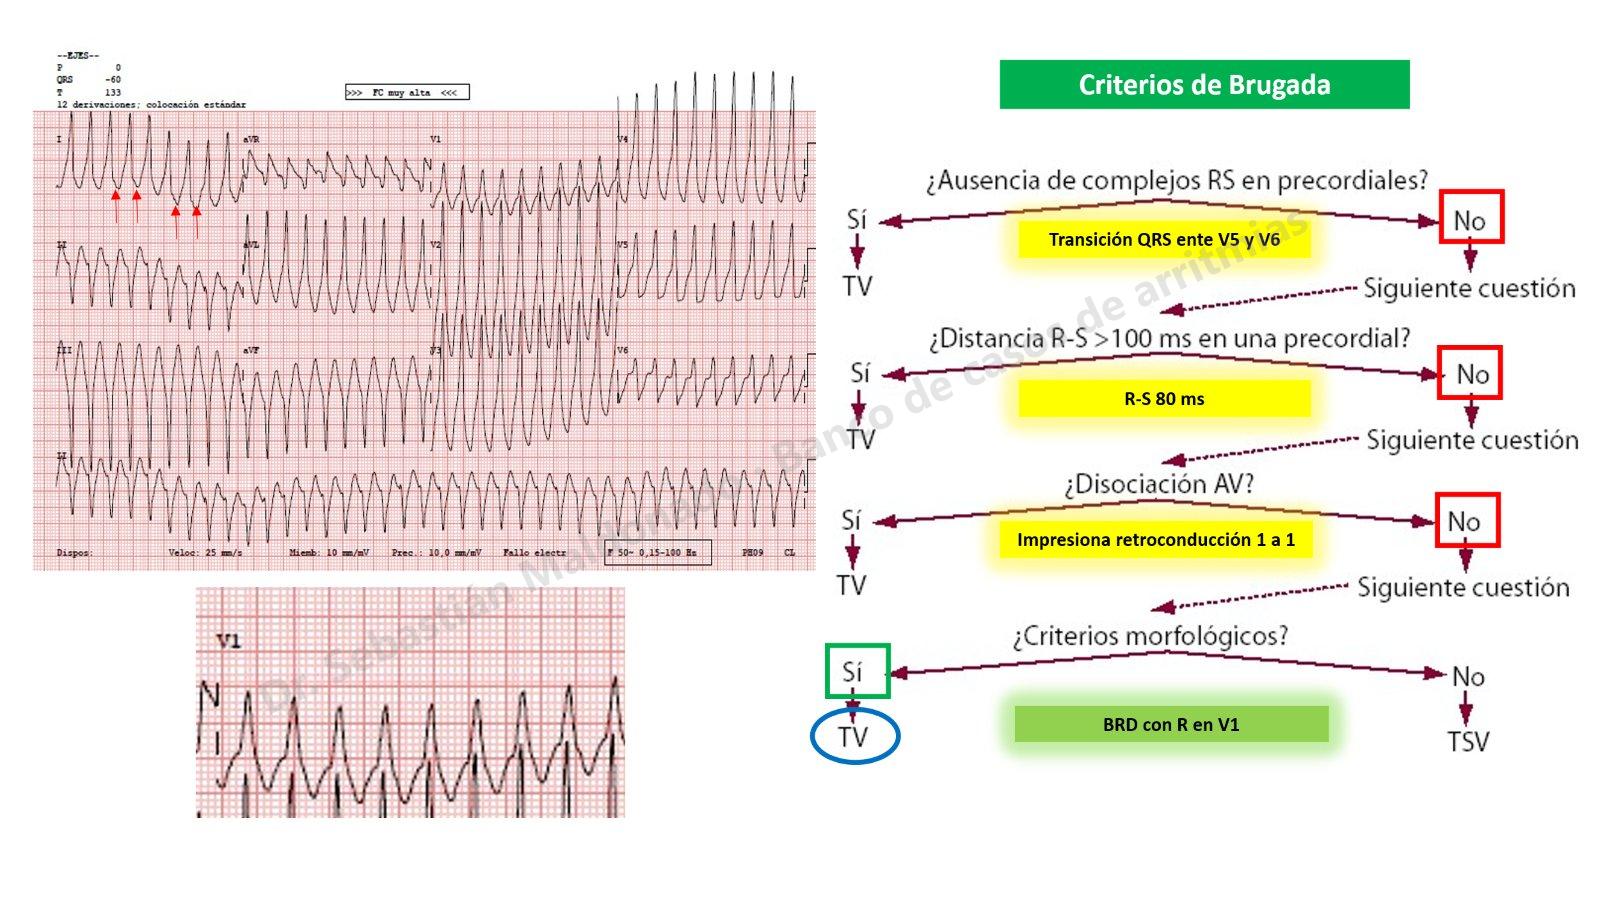 --EJES--
P 0
QRS -60
T 133
12 derivaciones; colocación estándar
>>> FC muy alta <<<
I aVR V1 V4
II aVL V2 V5
III aVF V3 V6
II
Dispos: Veloc: 25 mm/s Miemb: 10 mm/mV Prec.: 10,0 mm/mV Fallo electr F 50~ 0,15-100 Hz PH09 CL
V1
Criterios de Brugada
¿Ausencia de complejos RS en precordiales?
Sí No
Transición QRS ente V5 y V6
TV
Siguiente cuestión
¿Distancia R-S >100 ms en una precordial?
Sí No
R-S 80 ms
TV
Siguiente cuestión
¿Disociación AV?
Sí No
Impresiona retroconducción 1 a 1
TV
Siguiente cuestión
¿Criterios morfológicos?
Sí No
BRD con R en V1
TV TSV
Dr. Sebastián Maldonado. Banco de casos de arritmias